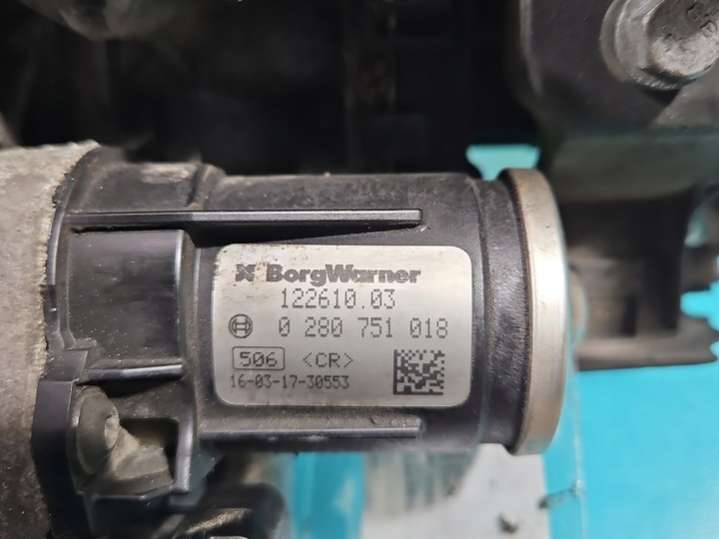 BorgWarner
122610.03
0 280 751 018
506 <CR>
16-03-17-30553